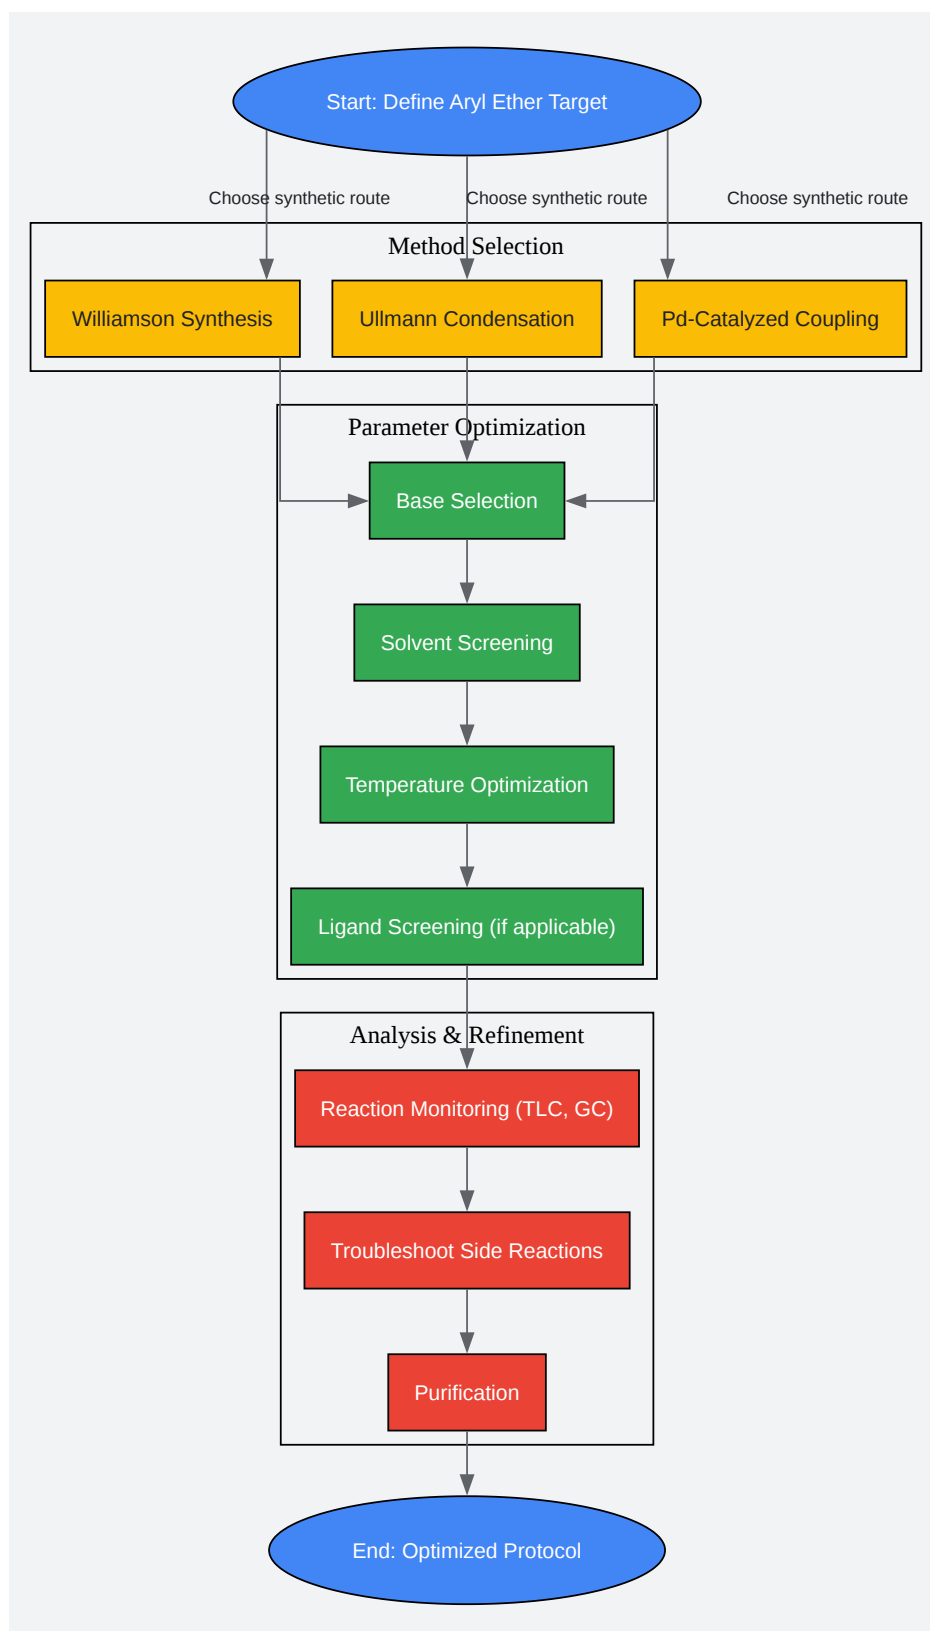 Start: Define Aryl Ether Target
Choose synthetic route
Choose synthetic route
Choose synthetic route
Method Selection
Williamson Synthesis
Ullmann Condensation
Pd-Catalyzed Coupling
Parameter Optimization
Base Selection
Solvent Screening
Temperature Optimization
Ligand Screening (if applicable)
Analysis & Refinement
Reaction Monitoring (TLC, GC)
Troubleshoot Side Reactions
Purification
End: Optimized Protocol